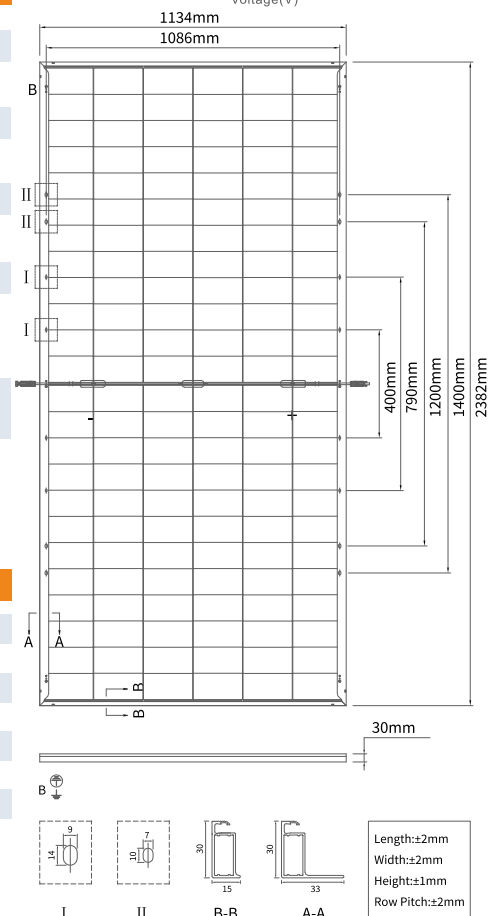 Voltage(V)
1134mm
1086mm
B
II
II
I
I
400mm
790mm
1200mm
1400mm
2382mm
-
+
A
A
B
B
30mm
B
9
14
7
10
30
15
30
33
Length:±2mm
Width:±2mm
Height:±1mm
Row Pitch:±2mm
I
II
B-B
A-A